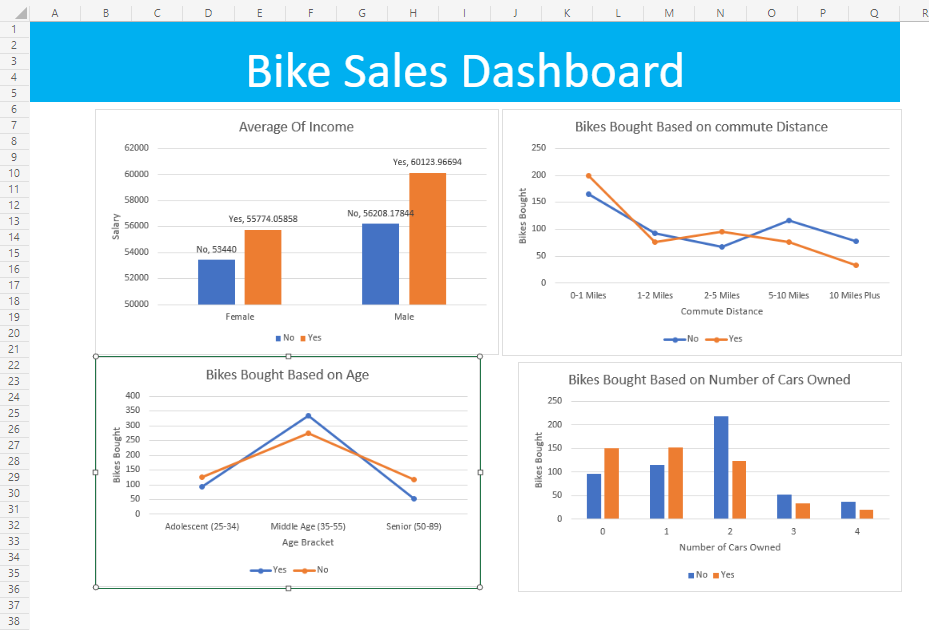 A B C D E F G H I J K L M N O P Q R
1
2
3
4
5
6
7
8
9
10
11
12
13
14
15
16
17
18
19
20
21
22
23
24
25
26
27
28
29
30
31
32
33
34
35
36
37
38
Bike Sales Dashboard
Average Of Income
62000
60000
58000
56000
54000
52000
50000
Salary
No, 53440
Yes, 55774.05858
No, 56208.17844
Yes, 60123.96694
Female Male
No Yes
Bikes Bought Based on commute Distance
250
200
150
100
50
0
Bikes Bought
0-1 Miles 1-2 Miles 2-5 Miles 5-10 Miles 10 Miles Plus
Commute Distance
No Yes
Bikes Bought Based on Age
400
350
300
250
200
150
100
50
0
Bikes Bought
Adolescent (25-34) Middle Age (35-55) Senior (50-89)
Age Bracket
Yes No
Bikes Bought Based on Number of Cars Owned
250
200
150
100
50
0
Bikes Bought
0 1 2 3 4
Number of Cars Owned
No Yes